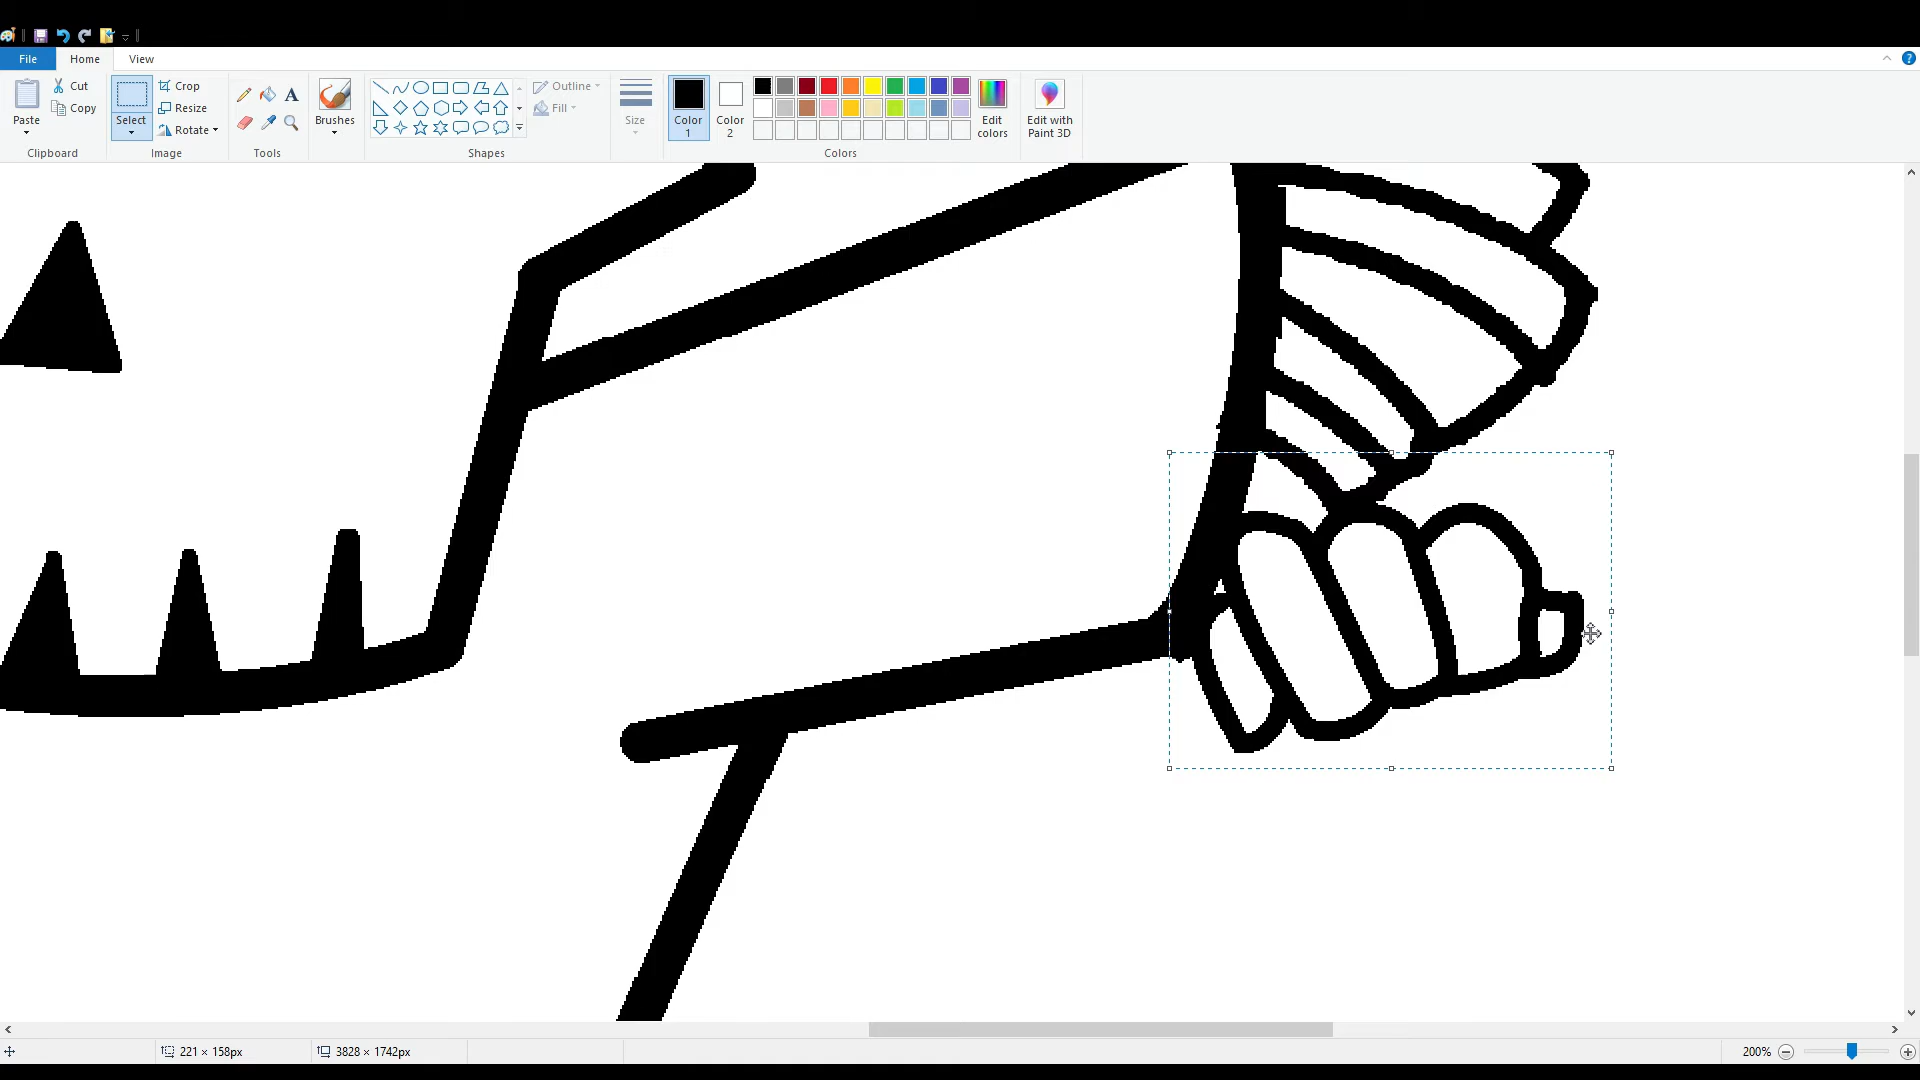 File Home View
Paste Cut Copy Clipboard
Select Crop Resize Rotate Image
A Tools
Brushes
Shapes Outline Fill
Size
Color 1 Color 2 Edit colors Colors
Edit with Paint 3D
221 × 158px 3828 × 1742px 200%